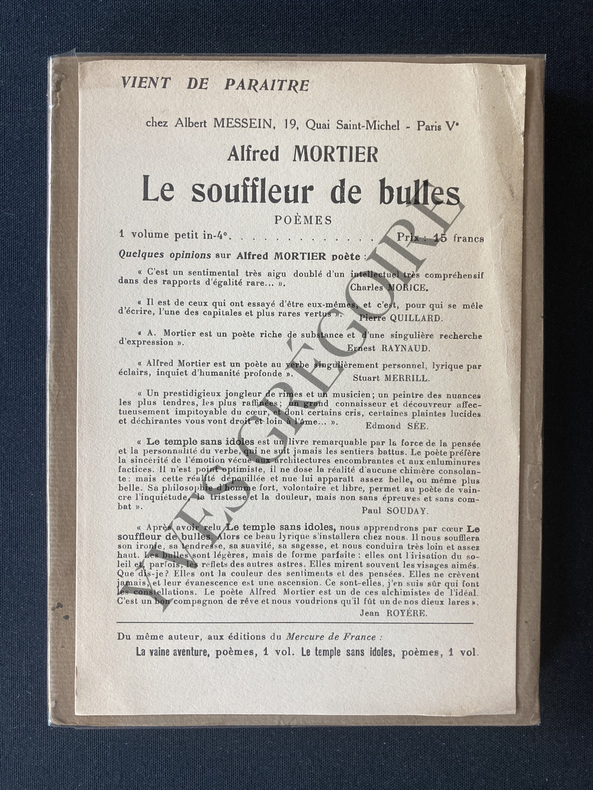 VIENT DE PARAITRE
chez Albert MESSEIN, 19, Quai Saint-Michel - Paris Vᵉ
Alfred MORTIER
Le souffleur de bulles
POÈMES
1 volume petit in-4°. . . . . . . . . . . . . Prix : 15 francs
Quelques opinions sur Alfred MORTIER poète :
« C'est un sentimental très aigu doublé d'un intellectuel très compréhensif
dans des rapports d'égalité rare... ».
Charles MORICE.
« Il est de ceux qui ont essayé d'être eux-mêmes, et c'est, pour qui se mêle
d'écrire, l'une des capitales et plus rares vertus ».
Pierre QUILLARD.
« A. Mortier est un poète riche de substance et d'une singulière recherche
d'expression ».
Ernest RAYNAUD.
« Alfred Mortier est un poète au verbe singulièrement personnel, lyrique par
éclairs, inquiet d'humanité profonde ».
Stuart MERRILL.
« Un prestidigieux jongleur de rimes et un musicien ; un peintre des nuances
les plus tendres, les plus raffinées ; un grand connaisseur et découvreur affec-
tueusement impitoyable du cœur, et dont certains cris, certaines plaintes lucides
et déchirantes vous vont droit et loin à l'âme... ».
Edmond SÉE.
« Le temple sans idoles est un livre remarquable par la force de la pensée
et la personnalité du verbe, qui ne suit jamais les sentiers battus. Le poète préfère
la sincérité de l'émotion vécue aux architectures encombrantes et aux enluminures
factices. Il n'est point optimiste, il ne dose la réalité d'aucune chimère consolan-
te ; mais cette réalité dépouillée et nue lui apparaît assez belle, ou même plus
belle. Sa philosophie d'homme fort, volontaire et libre, permet au poète de vain-
cre l'inquiétude, la tristesse et la douleur, mais non sans épreuves et sans com-
bat ».
Paul SOUDAY.
« Après avoir relu Le temple sans idoles, nous apprendrons par cœur Le
souffleur de bulles. Alors ce beau lyrique s'installera chez nous. Il nous soufflera
son ironie, sa tendresse, sa suavité, sa sagesse, et nous conduira très loin et assez
haut. Les bulles sont légères, mais de forme parfaite : elles ont l'irisation du so-
leil et, parfois, les reflets des autres astres. Elles mirent souvent les visages aimés.
Que dis-je ? Elles ont la couleur des sentiments et des pensées. Elles ne crèvent
jamais, et leur évanescence est une ascension. Ce sont-elles, j'en suis sûr qui font
les constellations. Le poète Alfred Mortier est de ces alchimistes de l'idéal.
C'est un bon compagnon de rêve et nous voudrions qu'il fût un de nos dieux lares ».
Jean ROYÈRE.
Du même auteur, aux éditions du Mercure de France :
La vaine aventure, poèmes, 1 vol. Le temple sans idoles, poèmes, 1 vol.
YVES GRÉGOIRE